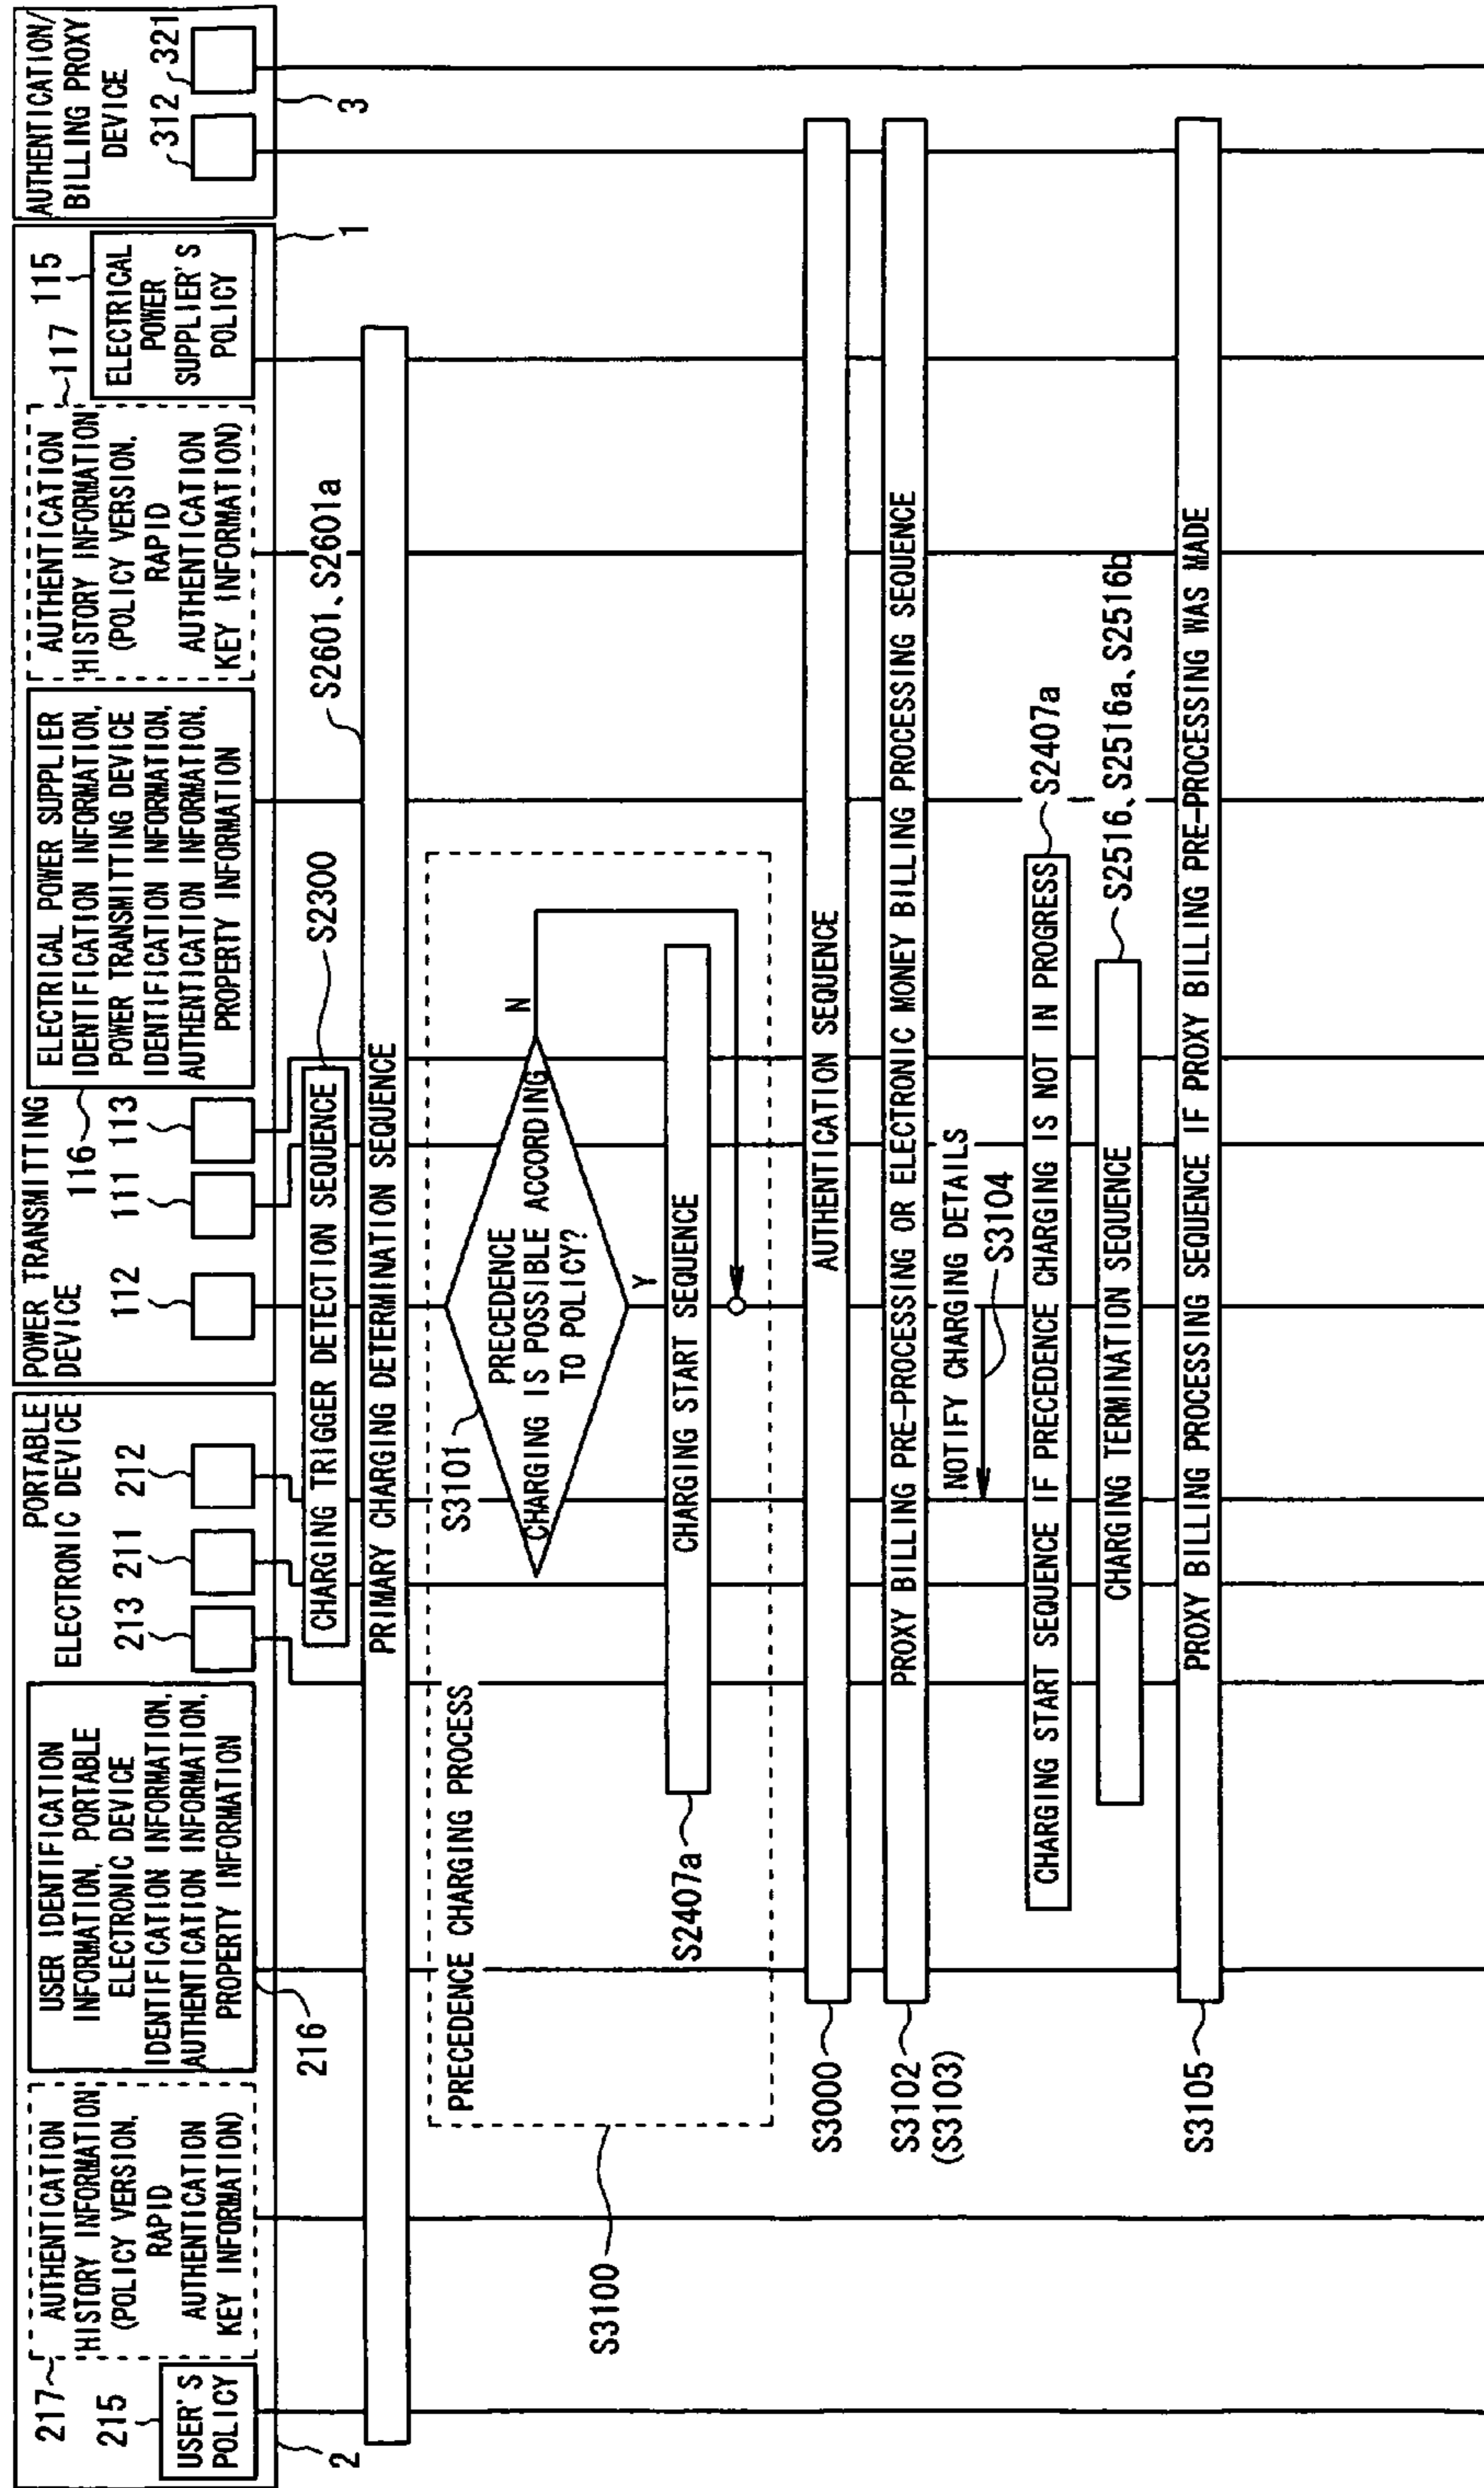 217
AUTHENTICATION
HISTORY INFORMATION
(POLICY VERSION,
RAPID
AUTHENTICATION
KEY INFORMATION)
215
USER'S
POLICY
2
USER IDENTIFICATION
INFORMATION, PORTABLE
ELECTRONIC DEVICE
IDENTIFICATION INFORMATION,
AUTHENTICATION INFORMATION,
PROPERTY INFORMATION
216
PORTABLE
ELECTRONIC DEVICE
213
211
212
POWER TRANSMITTING
DEVICE
116
112
111
113
ELECTRICAL POWER SUPPLIER
IDENTIFICATION INFORMATION,
POWER TRANSMITTING DEVICE
IDENTIFICATION INFORMATION,
AUTHENTICATION INFORMATION,
PROPERTY INFORMATION
AUTHENTICATION
HISTORY INFORMATION
(POLICY VERSION,
RAPID
AUTHENTICATION
KEY INFORMATION)
117
115
ELECTRICAL
POWER
SUPPLIER'S
POLICY
1
AUTHENTICATION/
BILLING PROXY
DEVICE
312
321
3
CHARGING TRIGGER DETECTION SEQUENCE
S2300
S2601、S2601a
PRIMARY CHARGING DETERMINATION SEQUENCE
S3100
PRECEDENCE CHARGING PROCESS
S3101
PRECEDENCE
CHARGING IS POSSIBLE ACCORDING
TO POLICY?
N
Y
S2407a
CHARGING START SEQUENCE
S3000
AUTHENTICATION SEQUENCE
S3102
(S3103)
PROXY BILLING PRE-PROCESSING OR ELECTRONIC MONEY BILLING PROCESSING SEQUENCE
NOTIFY CHARGING DETAILS
S3104
CHARGING START SEQUENCE IF PRECEDENCE CHARGING IS NOT IN PROGRESS
S2407a
CHARGING TERMINATION SEQUENCE
S2516、S2516a、S2516b
S3105
PROXY BILLING PROCESSING SEQUENCE IF PROXY BILLING PRE-PROCESSING WAS MADE